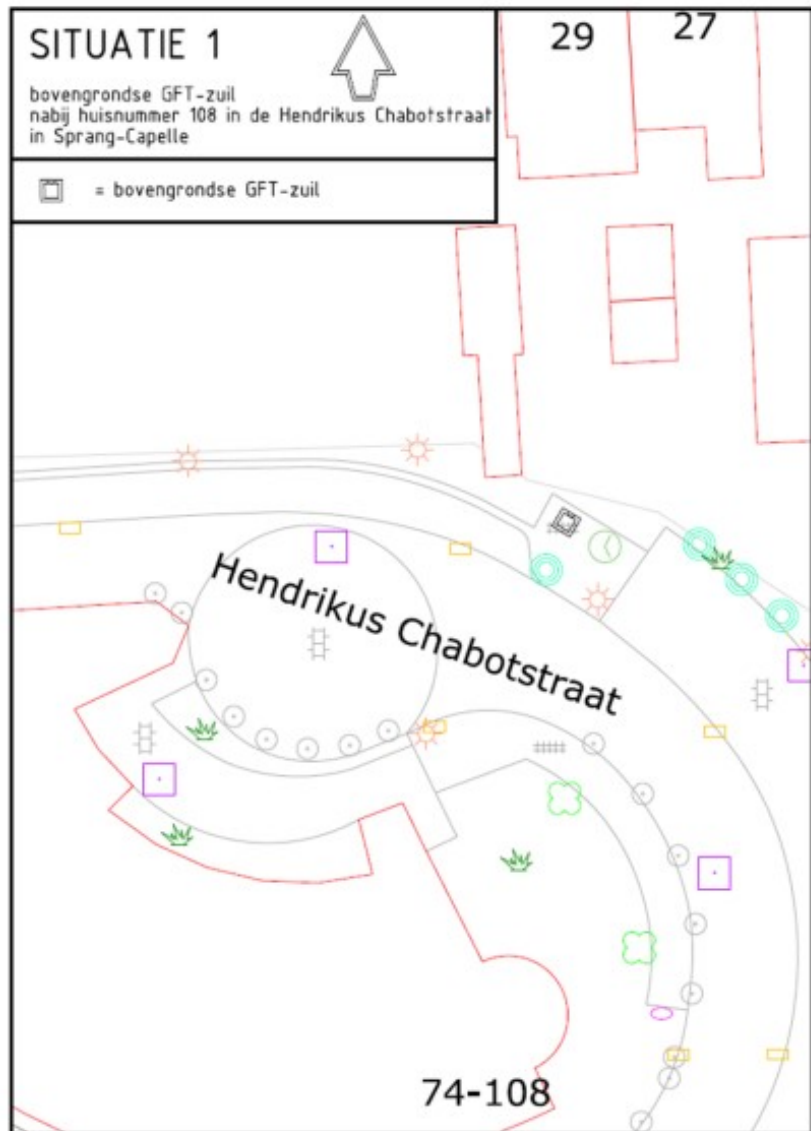 SITUATIE 1
bovengrondse GFT-zuil
nabij huisnummer 108 in de Hendrikus Chabotstraat
in Sprang-Capelle
= bovengrondse GFT-zuil
29
27
Hendrikus Chabotstraat
74-108